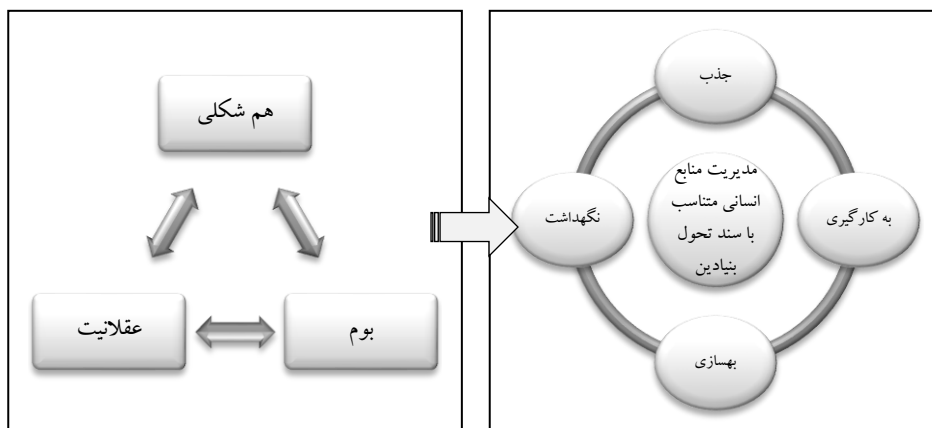 هم شکلی
عقلانیت
بوم
جذب
نگهداشت
مدیریت منابع
انسانی متناسب
با سند تحول
بنیادین
به کارگیری
بهسازی